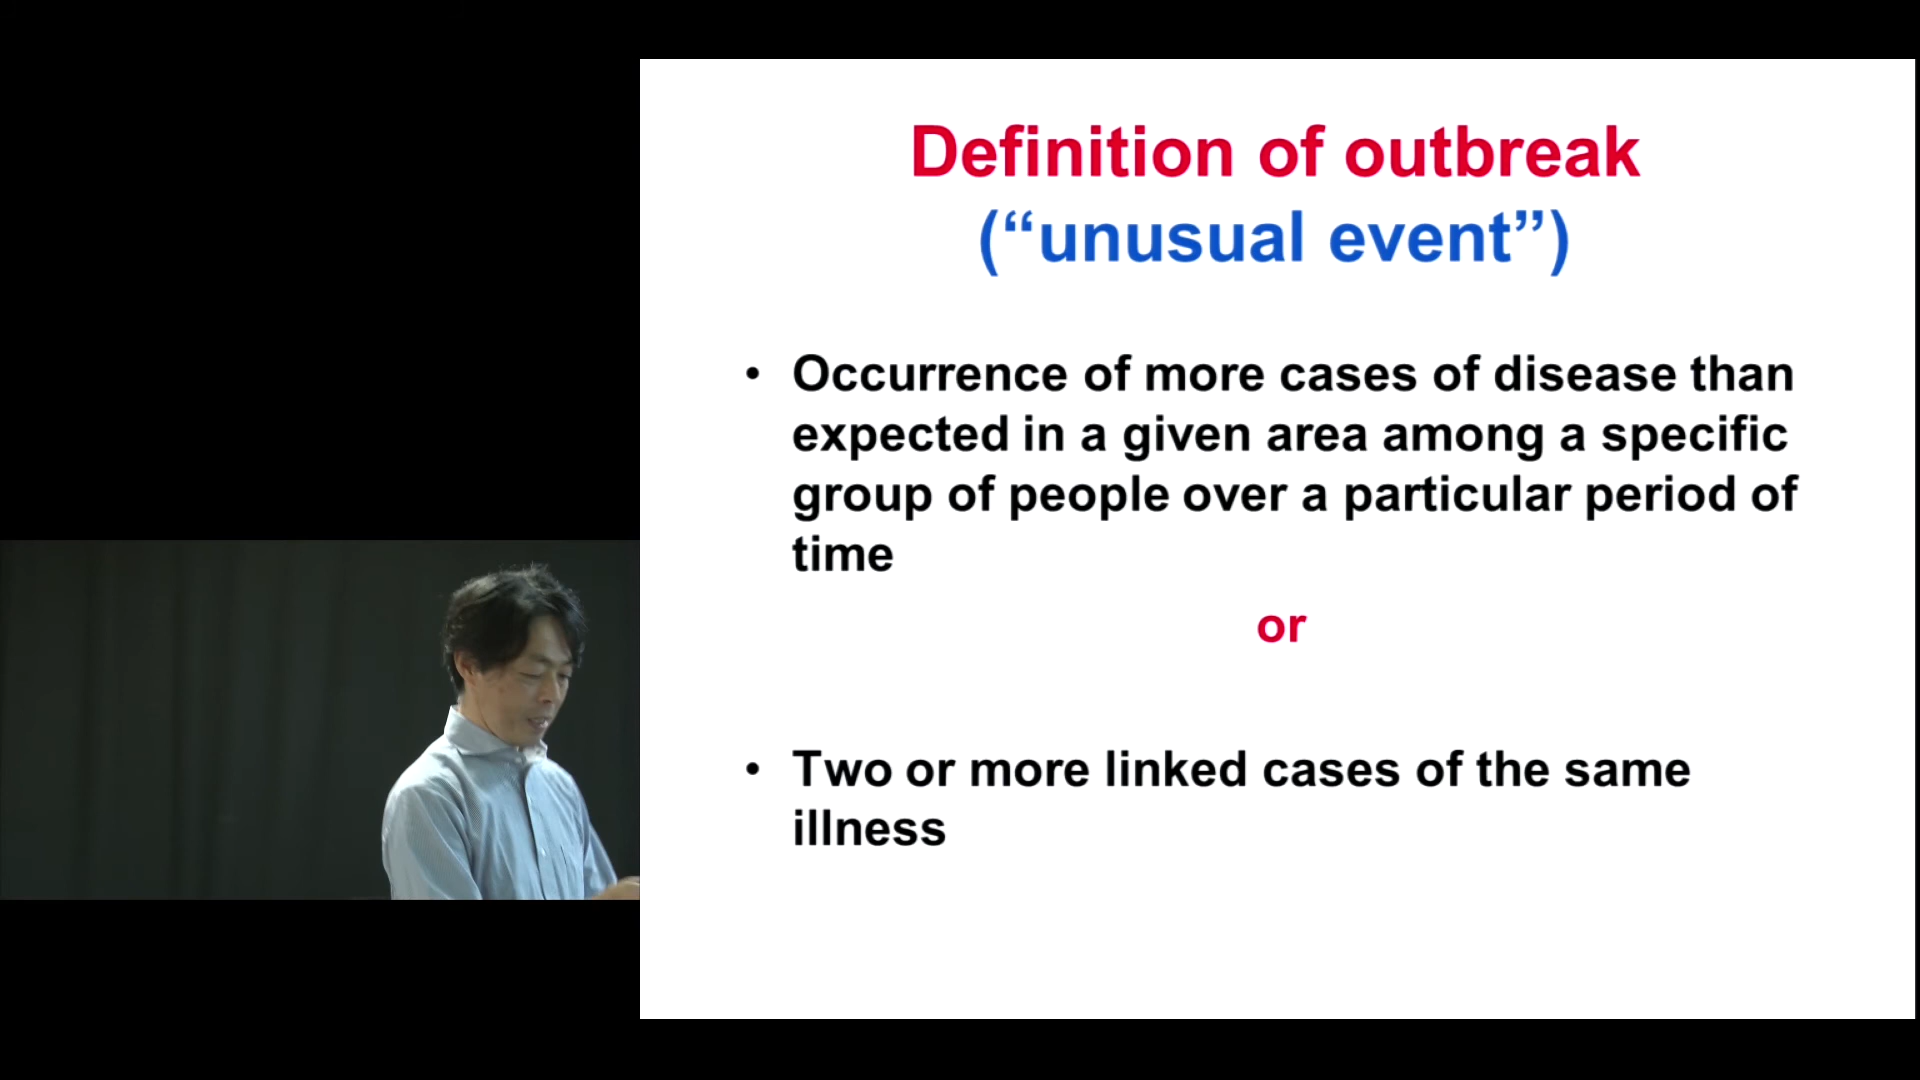 Definition of outbreak
(“unusual event”)
• Occurrence of more cases of disease than
expected in a given area among a specific
group of people over a particular period of
time
or
• Two or more linked cases of the same
illness